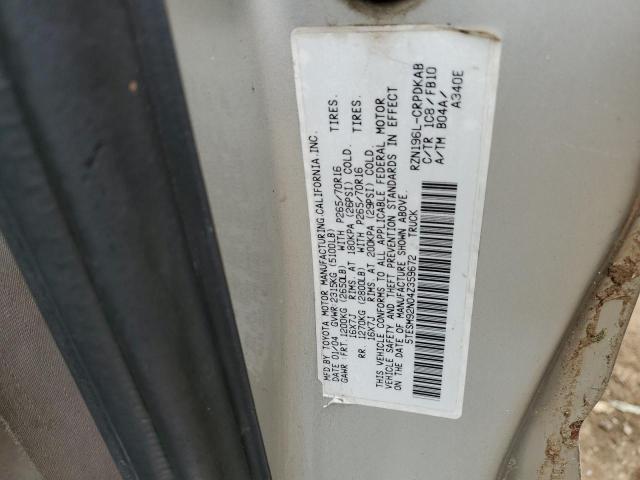 MFD.BY TOYOTA MOTOR MANUFACTURING, CALIFORNIA INC.
DATE 01/04 GVWR 2315KG (5100LB)
GAWR FRT. 1200KG (2650LB) WITH P265/70R16 TIRES.
16X7J RIMS. AT 180KPA (26PSI) COLD.
RR. 1270KG (2800LB) WITH P265/70R16 TIRES.
16X7J RIMS. AT 200KPA (29PSI) COLD.
THIS VEHICLE CONFORMS TO ALL APPLICABLE FEDERAL MOTOR
VEHICLE SAFETY AND THEFT PREVENTION STANDARDS IN EFFECT
ON THE DATE OF MANUFACTURE SHOWN ABOVE.
5TESM92N04Z359672 TRUCK
RZN196L-CRPDKAB
C/TR 1C8/FB10
A/TM B04A/
A340E